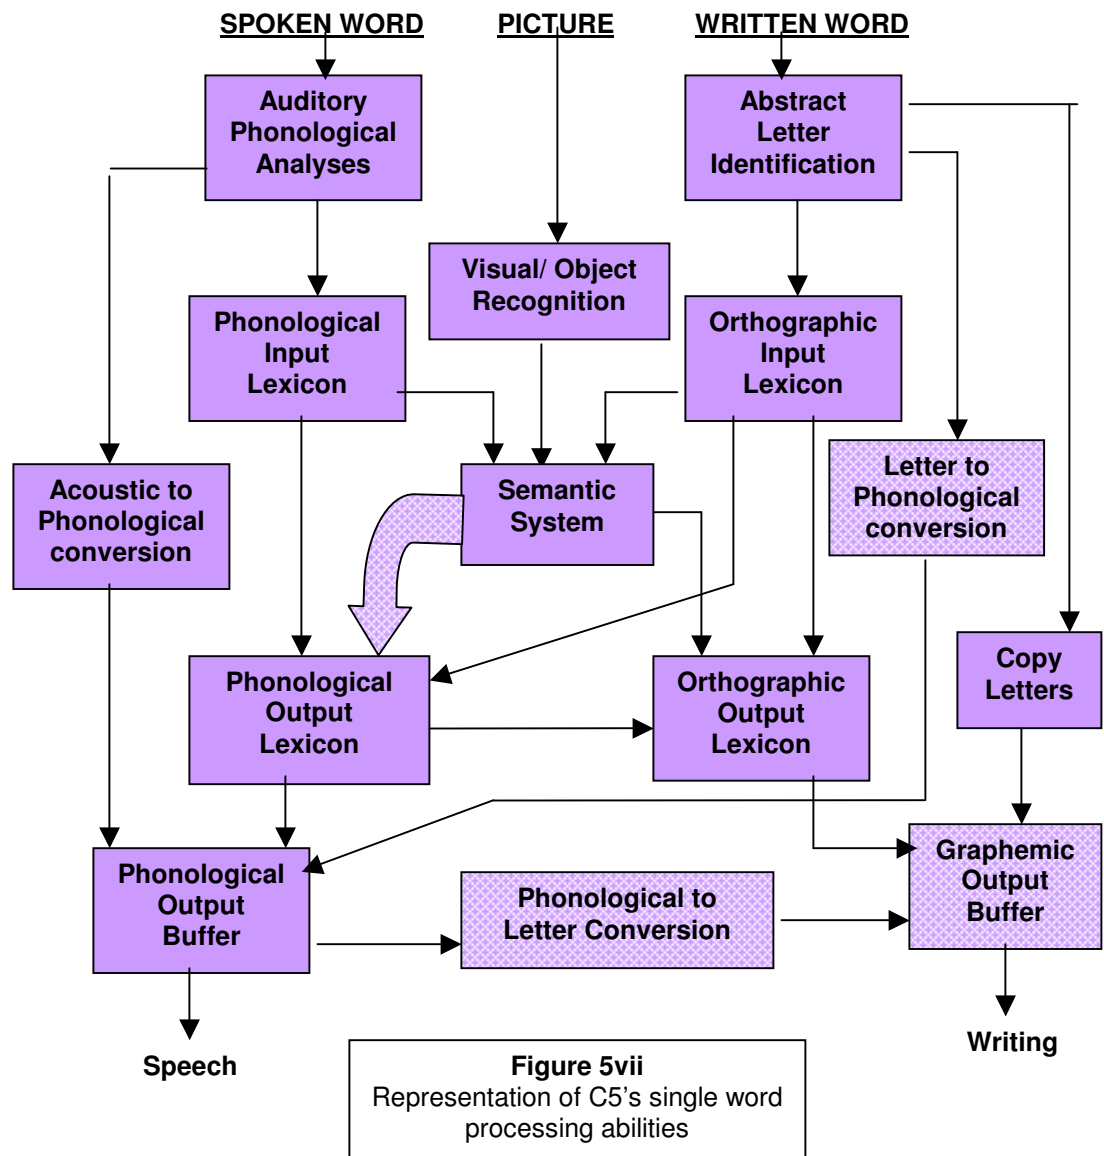 SPOKEN WORD
PICTURE
WRITTEN WORD
Auditory
Phonological
Analyses
Abstract
Letter
Identification
Visual/ Object
Recognition
Phonological
Input
Lexicon
Orthographic
Input
Lexicon
Acoustic to
Phonological
conversion
Semantic
System
Letter to
Phonological
conversion
Phonological
Output
Lexicon
Orthographic
Output
Lexicon
Copy
Letters
Phonological
Output
Buffer
Phonological to
Letter Conversion
Graphemic
Output
Buffer
Speech
Writing
Figure 5vii
Representation of C5's single word
processing abilities